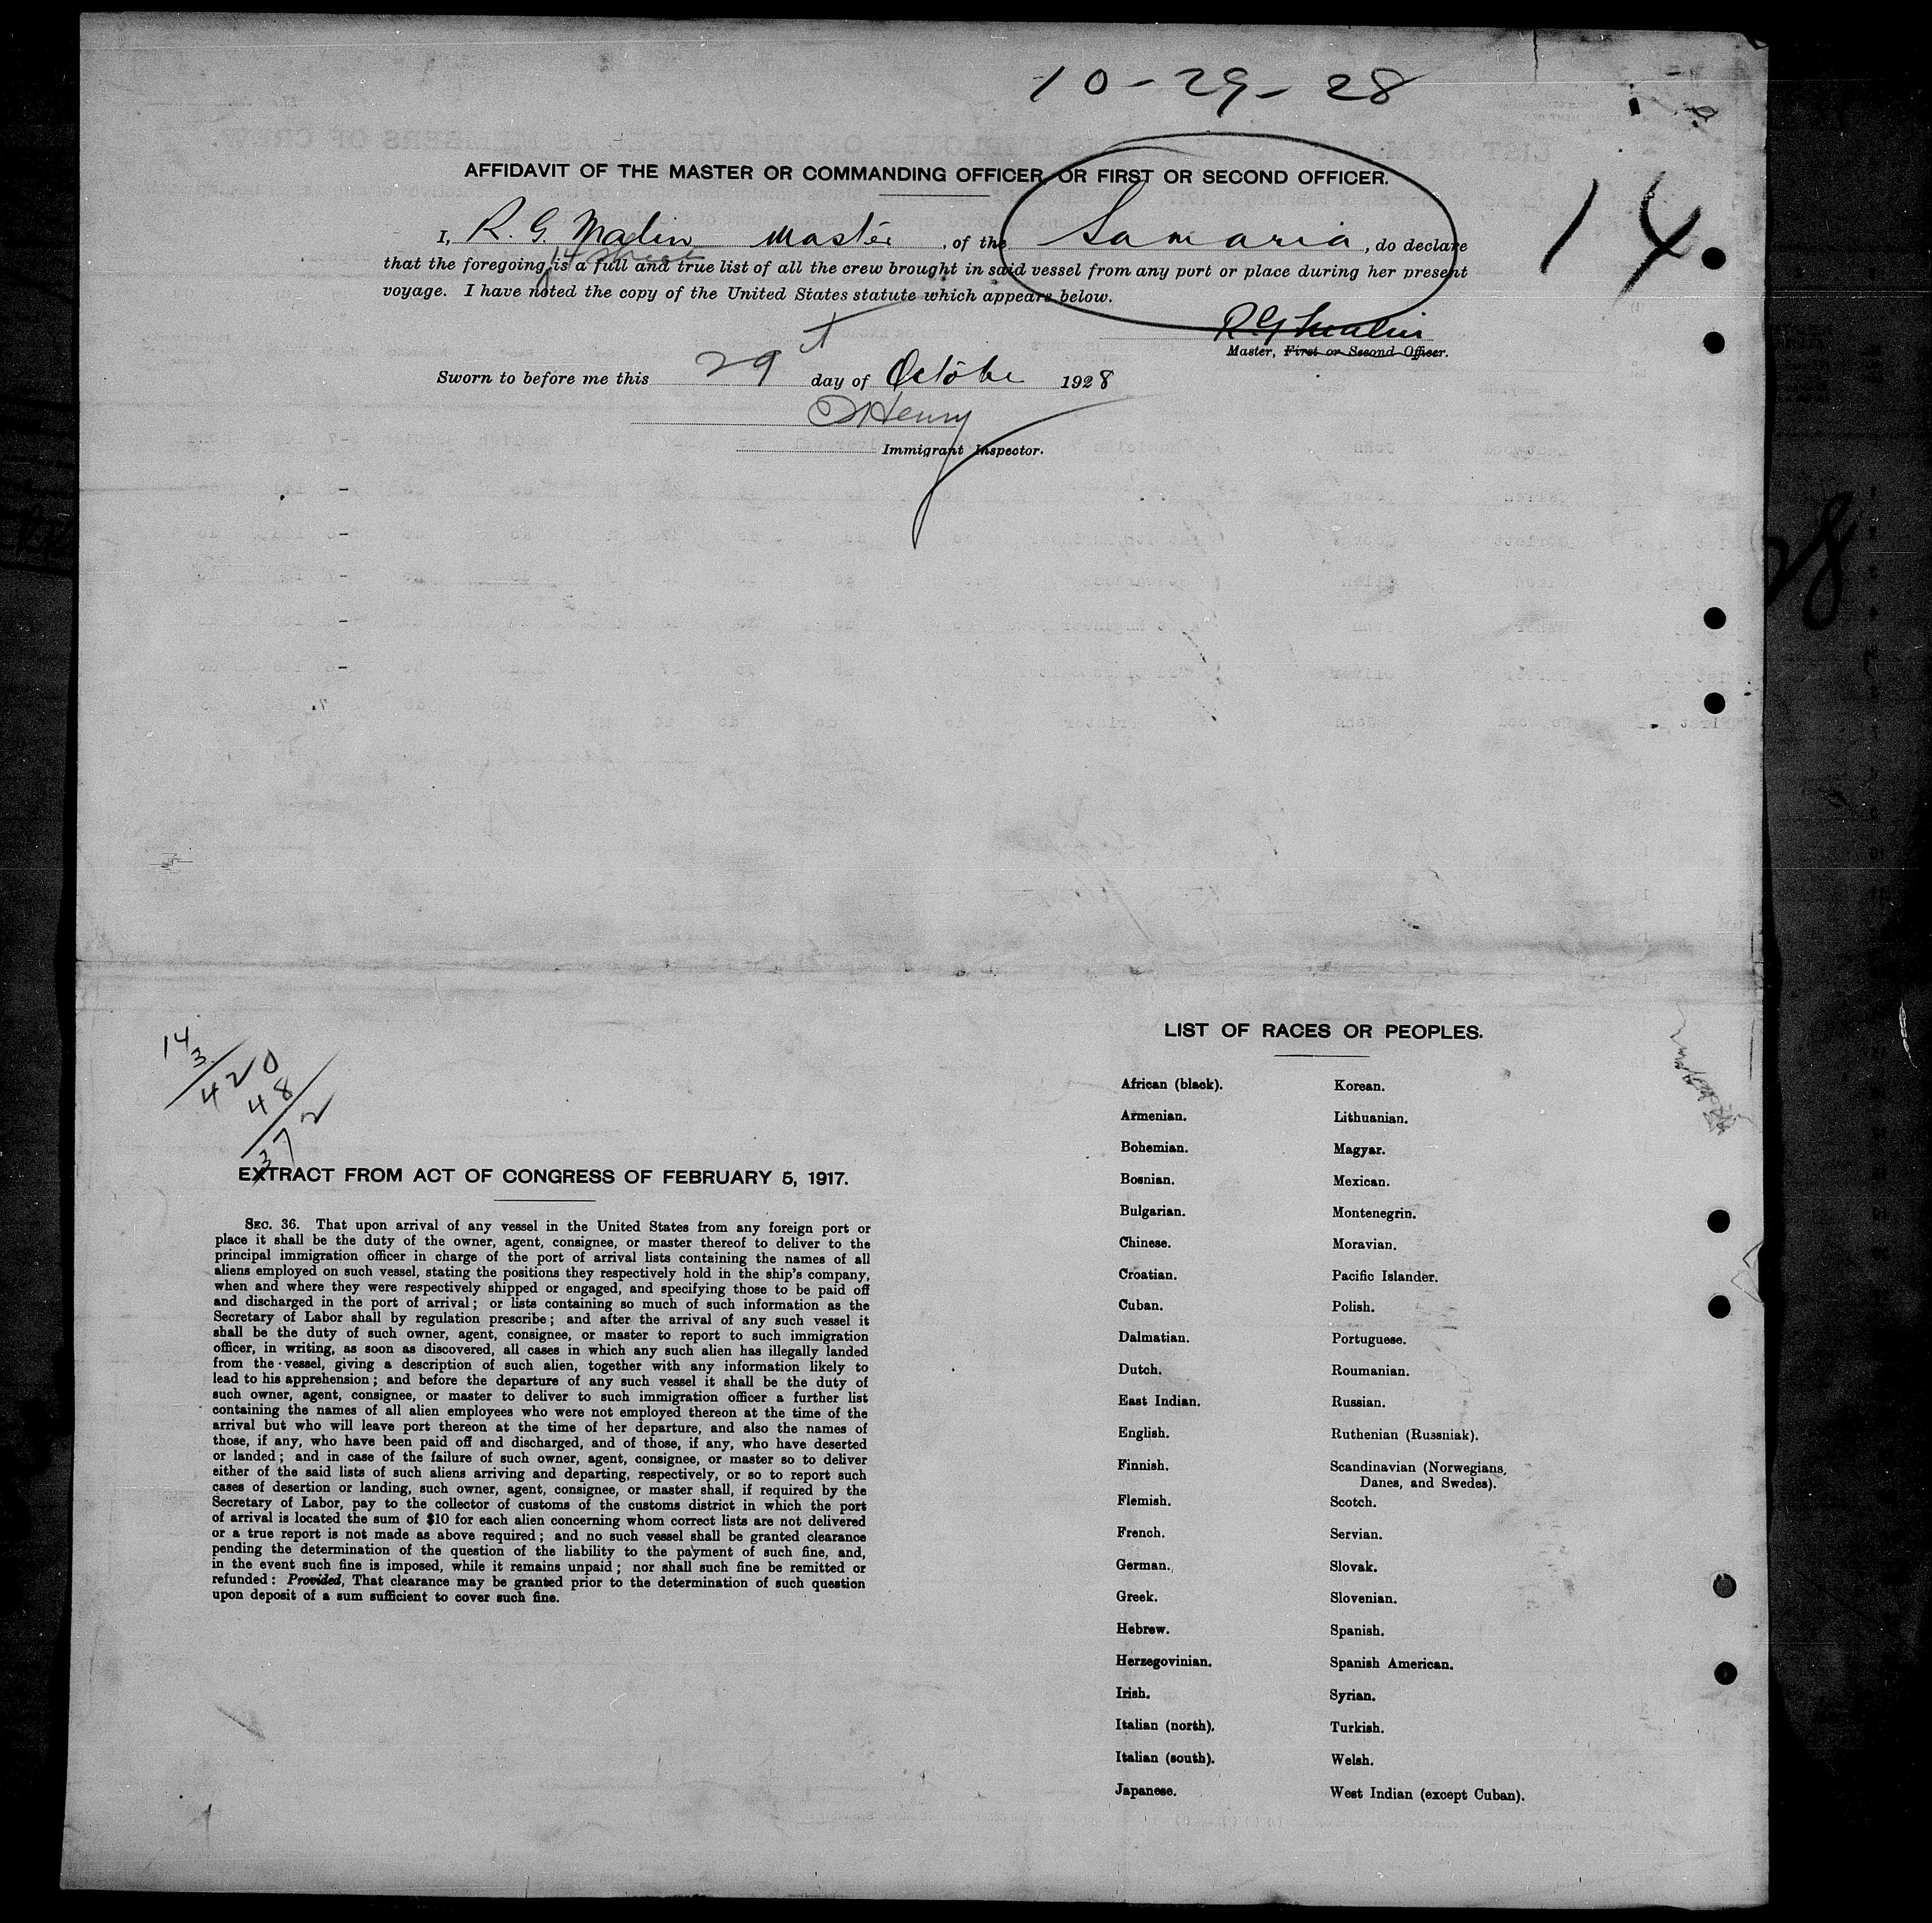 10-29-28
AFFIDAVIT OF THE MASTER OR COMMANDING OFFICER, OR FIRST OR SECOND OFFICER.
14
I, R. G. Malin Master, of the Samaria, do declare
14 sheets
that the foregoing is a full and true list of all the crew brought in said vessel from any port or place during her present
voyage. I have noted the copy of the United States statute which appears below.
R G Malin
Master, First or Second Officer.
Sworn to before me this 29 day of October 1928
Henry
Immigrant Inspector.
28
14
3
420
48
372
EXTRACT FROM ACT OF CONGRESS OF FEBRUARY 5, 1917.
SEC. 36. That upon arrival of any vessel in the United States from any foreign port or
place it shall be the duty of the owner, agent, consignee, or master thereof to deliver to the
principal immigration officer in charge of the port of arrival lists containing the names of all
aliens employed on such vessel, stating the positions they respectively hold in the ship's company,
when and where they were respectively shipped or engaged, and specifying those to be paid off
and discharged in the port of arrival; or lists containing so much of such information as the
Secretary of Labor shall by regulation prescribe; and after the arrival of any such vessel it
shall be the duty of such owner, agent, consignee, or master to report to such immigration
officer, in writing, as soon as discovered, all cases in which any such alien has illegally landed
from the vessel, giving a description of such alien, together with any information likely to
lead to his apprehension; and before the departure of any such vessel it shall be the duty of
such owner, agent, consignee, or master to deliver to such immigration officer a further list
containing the names of all alien employees who were not employed thereon at the time of the
arrival but who will leave port thereon at the time of her departure, and also the names of
those, if any, who have been paid off and discharged, and of those, if any, who have deserted
or landed; and in case of the failure of such owner, agent, consignee, or master so to deliver
either of the said lists of such aliens arriving and departing, respectively, or so to report such
cases of desertion or landing, such owner, agent, consignee, or master shall, if required by the
Secretary of Labor, pay to the collector of customs of the customs district in which the port
of arrival is located the sum of $10 for each alien concerning whom correct lists are not delivered
or a true report is not made as above required; and no such vessel shall be granted clearance
pending the determination of the question of the liability to the payment of such fine, and,
in the event such fine is imposed, while it remains unpaid; nor shall such fine be remitted or
refunded: Provided, That clearance may be granted prior to the determination of such question
upon deposit of a sum sufficient to cover such fine.
LIST OF RACES OR PEOPLES.
African (black).
Armenian.
Bohemian.
Bosnian.
Bulgarian.
Chinese.
Croatian.
Cuban.
Dalmatian.
Dutch.
East Indian.
English.
Finnish.
Flemish.
French.
German.
Greek.
Hebrew.
Herzegovinian.
Irish.
Italian (north).
Italian (south).
Japanese.
Korean.
Lithuanian.
Magyar.
Mexican.
Montenegrin.
Moravian.
Pacific Islander.
Polish.
Portuguese.
Roumanian.
Russian.
Ruthenian (Russniak).
Scandinavian (Norwegians,
Danes, and Swedes).
Scotch.
Servian.
Slovak.
Slovenian.
Spanish.
Spanish American.
Syrian.
Turkish.
Welsh.
West Indian (except Cuban).